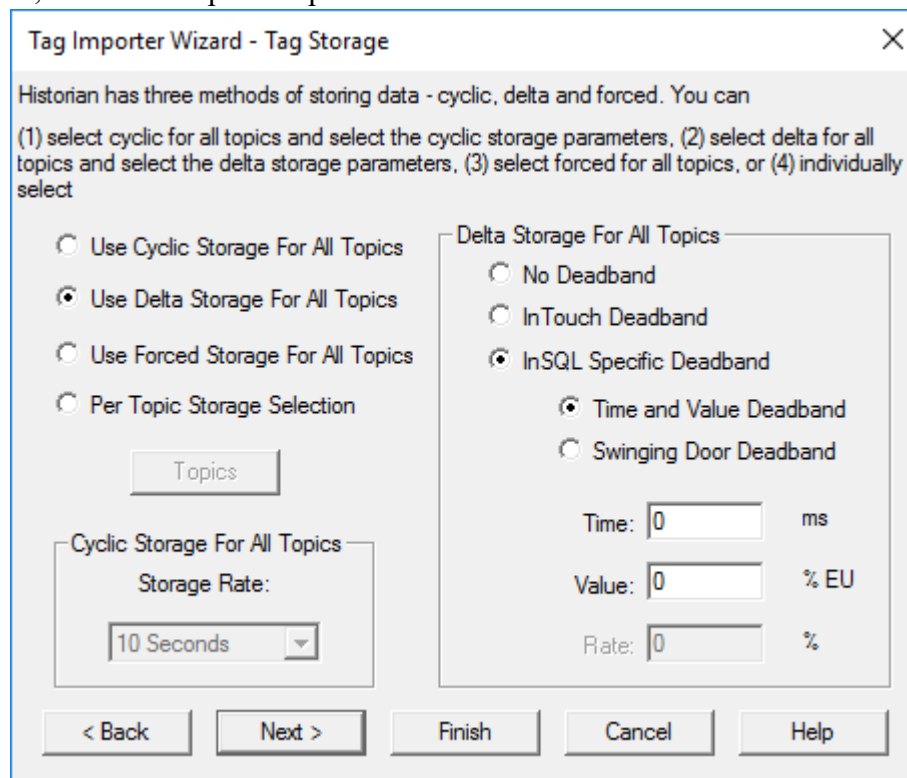 Tag Importer Wizard - Tag Storage
Historian has three methods of storing data - cyclic, delta and forced. You can
(1) select cyclic for all topics and select the cyclic storage parameters, (2) select delta for all
topics and select the delta storage parameters, (3) select forced for all topics, or (4) individually
select
Use Cyclic Storage For All Topics
Use Delta Storage For All Topics
Use Forced Storage For All Topics
Per Topic Storage Selection
Topics
Cyclic Storage For All Topics
Storage Rate:
10 Seconds
Delta Storage For All Topics
No Deadband
InTouch Deadband
InSQL Specific Deadband
Time and Value Deadband
Swinging Door Deadband
Time: 0 ms
Value: 0 % EU
Rate: 0 %
< Back Next > Finish Cancel Help